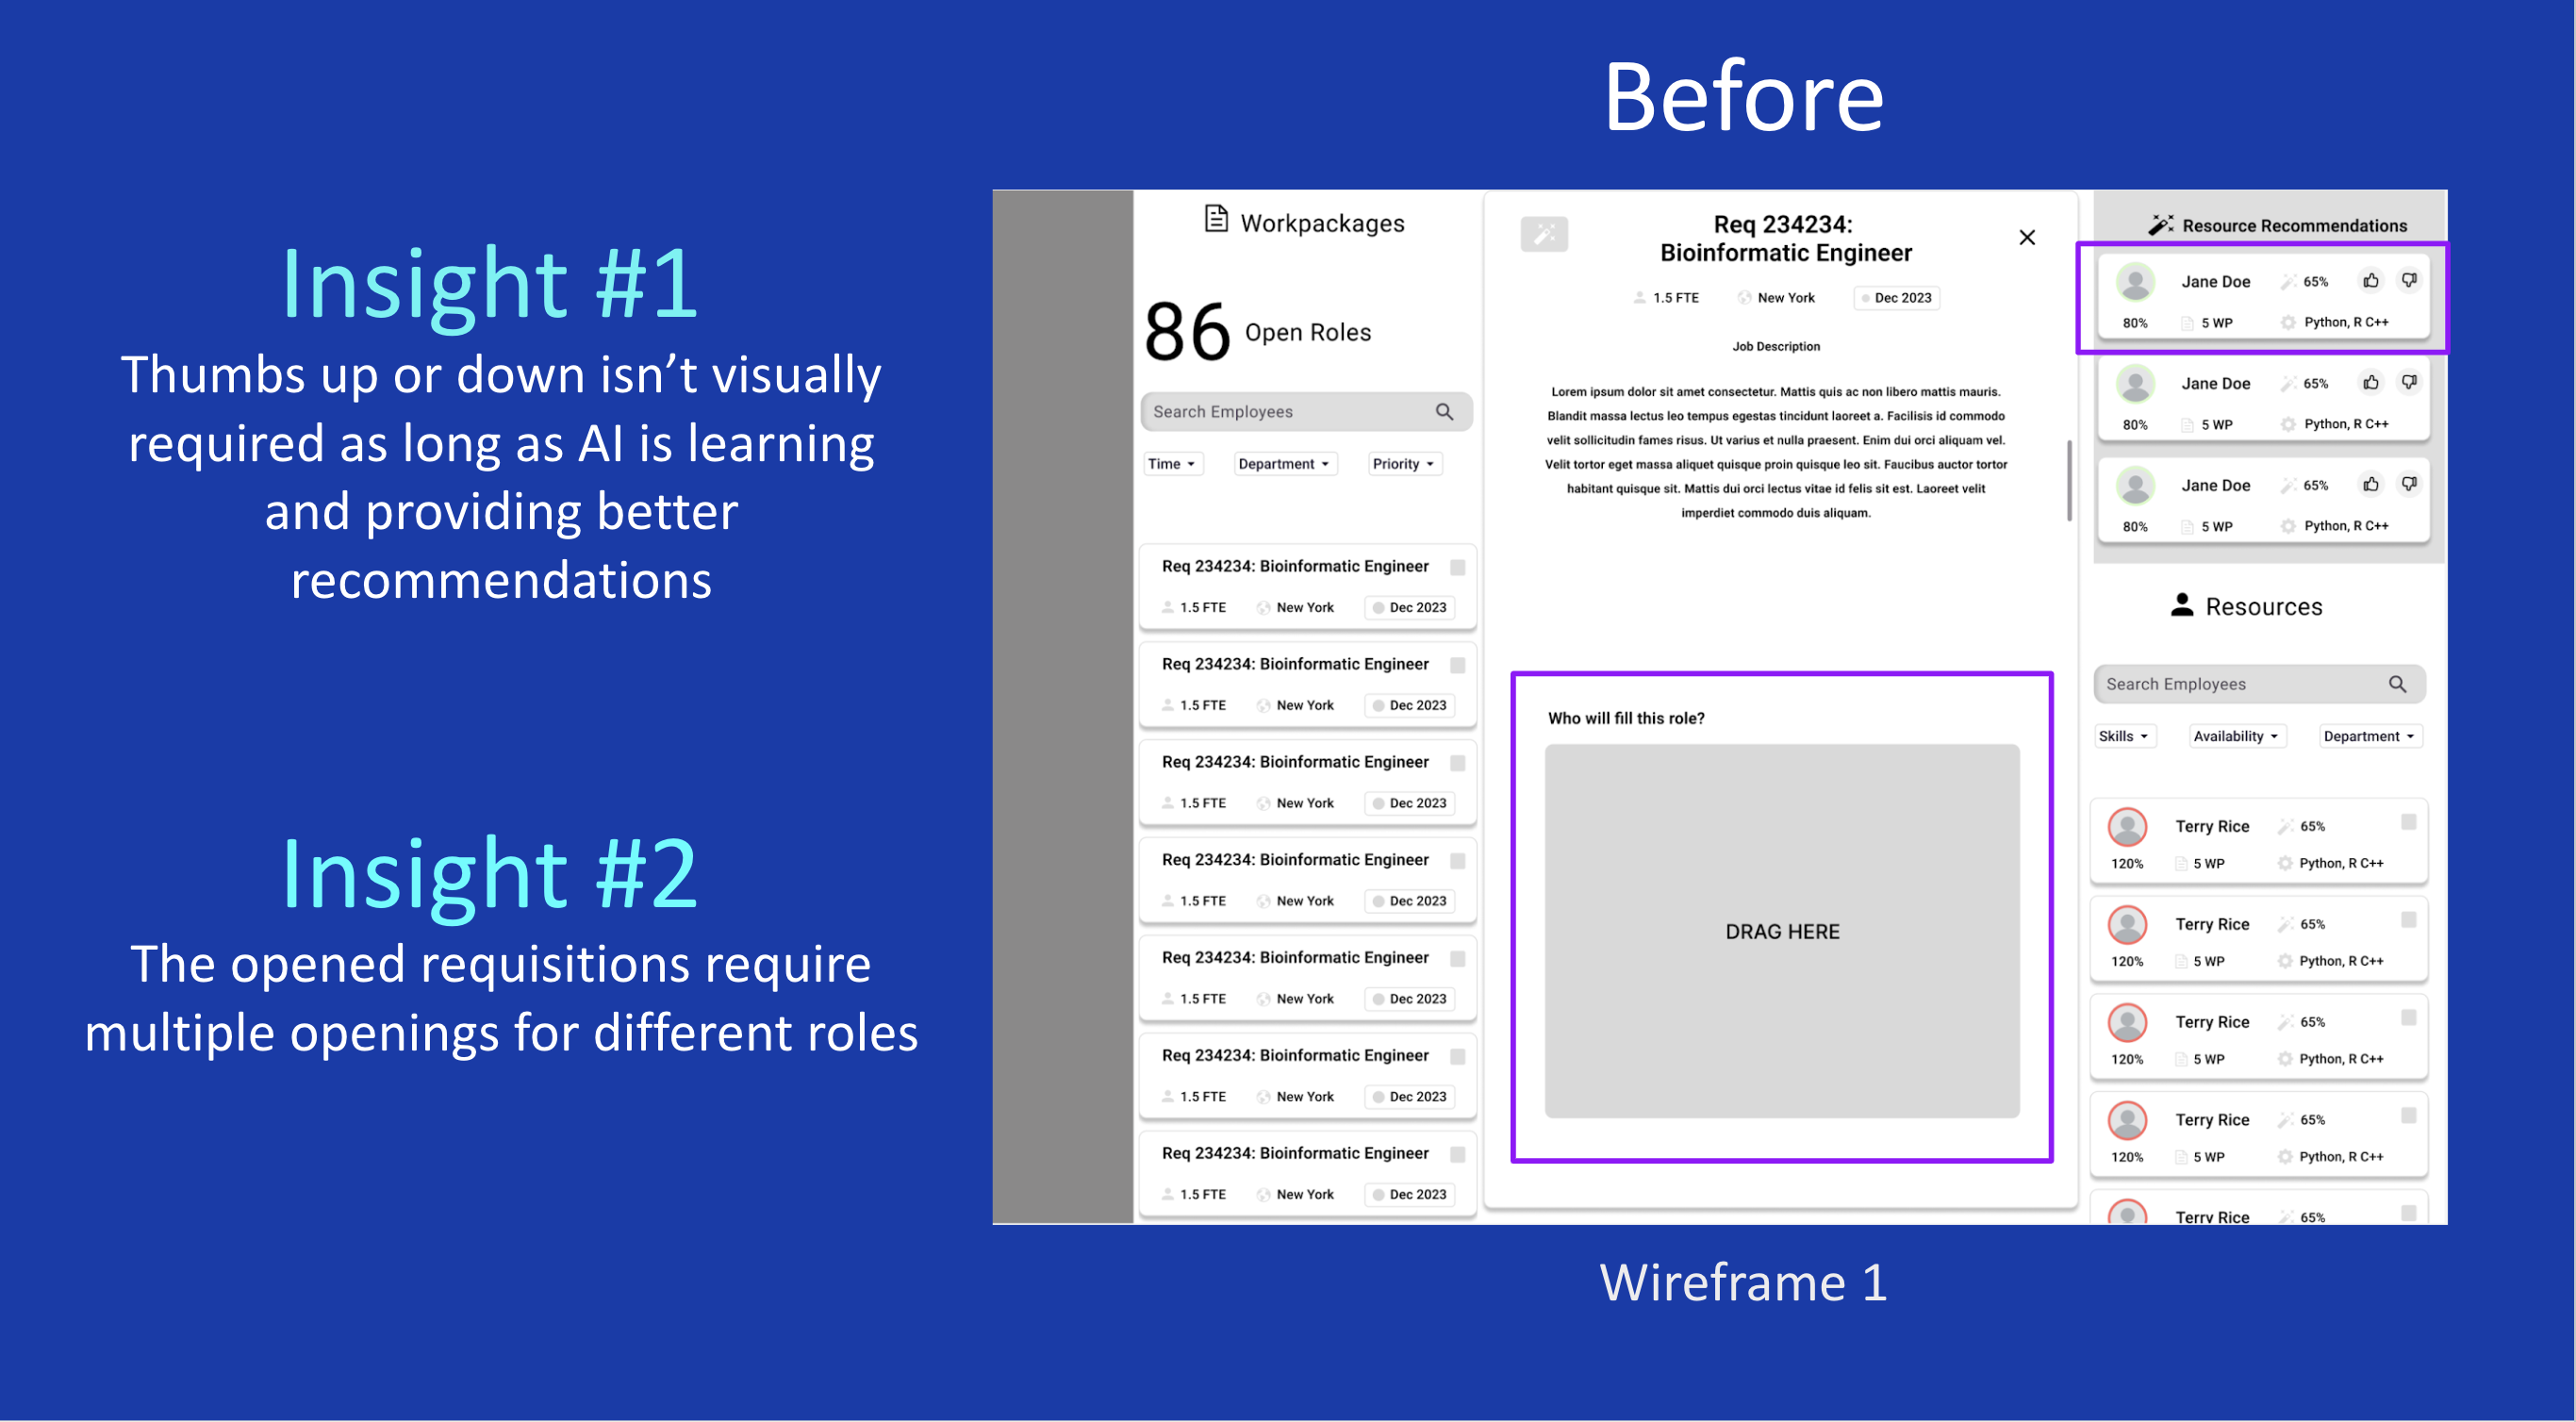 Before
Insight #1
Thumbs up or down isn’t visually
required as long as AI is learning
and providing better
recommendations
Insight #2
The opened requisitions require
multiple openings for different roles
Workpackages
86 Open Roles
Search Employees
Time Department Priority
Req 234234: Bioinformatic Engineer
1.5 FTE New York Dec 2023
Req 234234: Bioinformatic Engineer
1.5 FTE New York Dec 2023
Req 234234: Bioinformatic Engineer
1.5 FTE New York Dec 2023
Req 234234: Bioinformatic Engineer
1.5 FTE New York Dec 2023
Req 234234: Bioinformatic Engineer
1.5 FTE New York Dec 2023
Req 234234: Bioinformatic Engineer
1.5 FTE New York Dec 2023
Req 234234: Bioinformatic Engineer
1.5 FTE New York Dec 2023
Req 234234:
Bioinformatic Engineer
1.5 FTE New York Dec 2023
Job Description
Lorem ipsum dolor sit amet consectetur. Mattis quis ac non libero mattis mauris.
Blandit massa lectus leo tempus egestas tincidunt laoreet a. Facilisis id commodo
velit sollicitudin fames risus. Ut varius et nulla praesent. Enim dui orci aliquam vel.
Velit tortor eget massa aliquet quisque proin quisque leo sit. Faucibus auctor tortor
habitant quisque sit. Mattis dui orci lectus vitae id felis sit est. Laoreet velit
imperdiet commodo duis aliquam.
Who will fill this role?
DRAG HERE
Resource Recommendations
Jane Doe 65%
80% 5 WP Python, R C++
Jane Doe 65%
80% 5 WP Python, R C++
Jane Doe 65%
80% 5 WP Python, R C++
Resources
Search Employees
Skills Availability Department
Terry Rice 65%
120% 5 WP Python, R C++
Terry Rice 65%
120% 5 WP Python, R C++
Terry Rice 65%
120% 5 WP Python, R C++
Terry Rice 65%
120% 5 WP Python, R C++
Terry Rice 65%
Wireframe 1